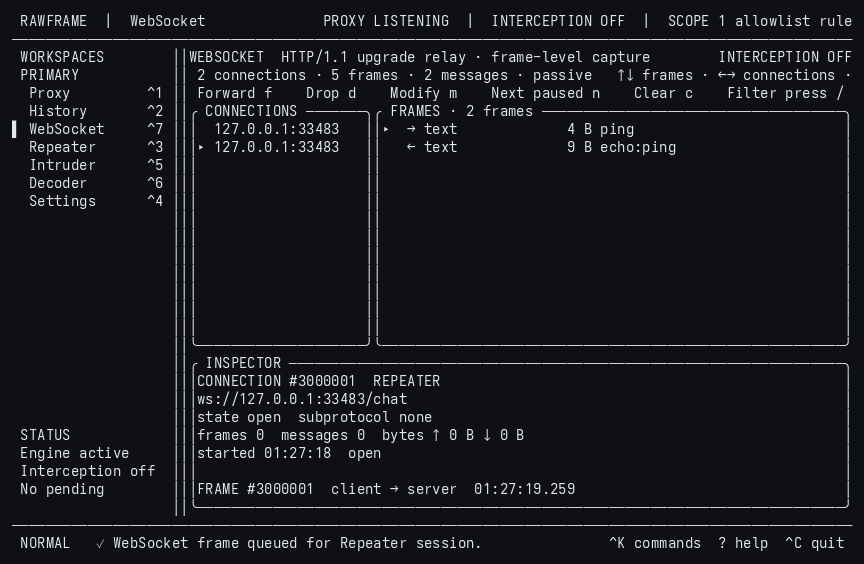 RAWFRAME | WebSocket PROXY LISTENING | INTERCEPTION OFF | SCOPE 1 allowlist rule
WORKSPACES
PRIMARY
Proxy ^1
History ^2
WebSocket ^7
Repeater ^3
Intruder ^5
Decoder ^6
Settings ^4
STATUS
Engine active
Interception off
No pending
WEBSOCKET HTTP/1.1 upgrade relay · frame-level capture INTERCEPTION OFF
2 connections · 5 frames · 2 messages · passive ↑↓ frames · ←→ connections ·
Forward f Drop d Modify m Next paused n Clear c Filter press /
CONNECTIONS
127.0.0.1:33483
▸ 127.0.0.1:33483
FRAMES · 2 frames
▸ → text 4 B ping
← text 9 B echo:ping
INSPECTOR
CONNECTION #3000001 REPEATER
ws://127.0.0.1:33483/chat
state open subprotocol none
frames 0 messages 0 bytes ↑ 0 B ↓ 0 B
started 01:27:18 open
FRAME #3000001 client → server 01:27:19.259
NORMAL ✓ WebSocket frame queued for Repeater session. ^K commands ? help ^C quit